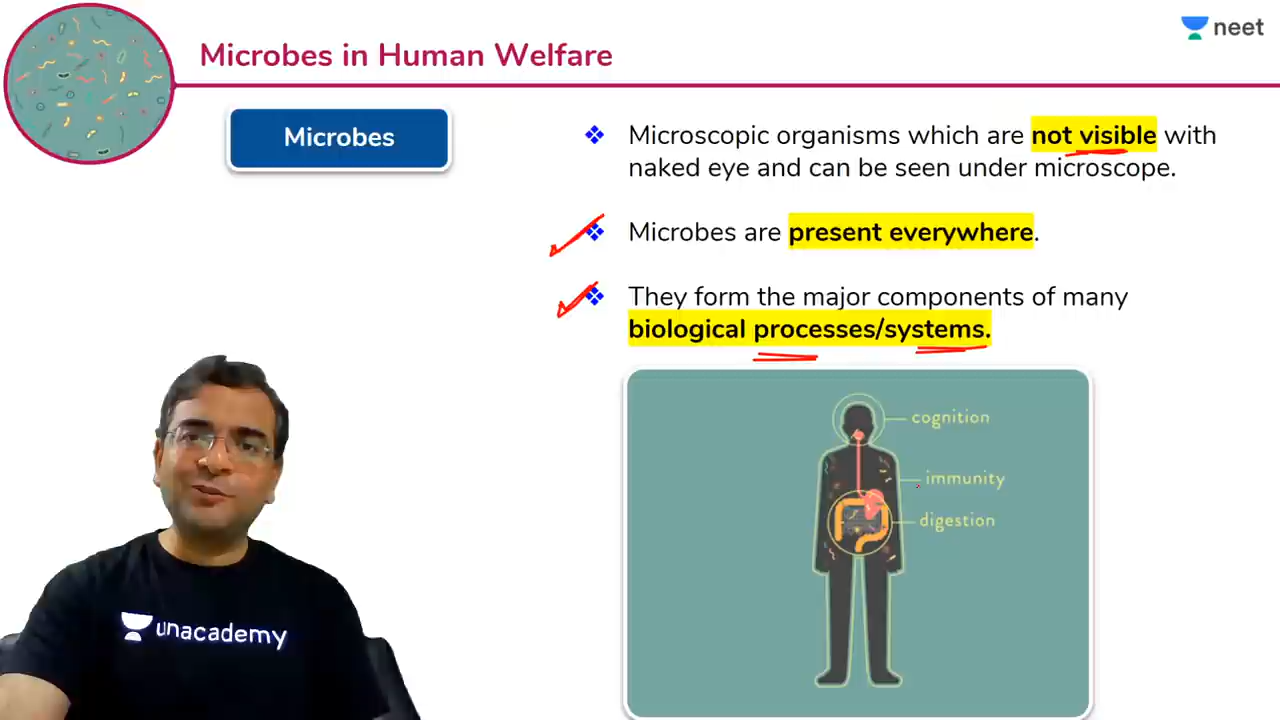 neet
Microbes in Human Welfare
Microbes
❖ Microscopic organisms which are not visible with
naked eye and can be seen under microscope.
❖ Microbes are present everywhere.
❖ They form the major components of many
biological processes/systems.
cognition
immunity
digestion
unacademy